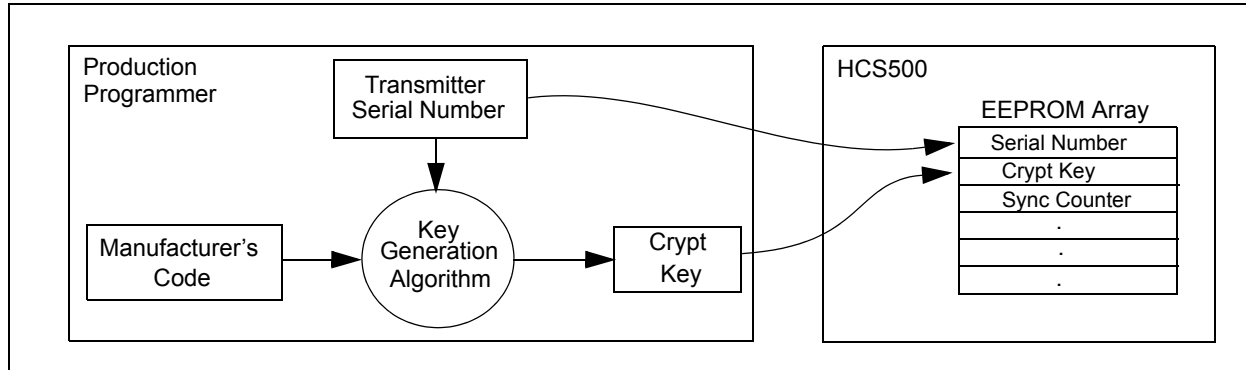 Production
Programmer
Transmitter
Serial Number
Manufacturer's
Code
Key
Generation
Algorithm
Crypt
Key
HCS500
EEPROM Array
Serial Number
Crypt Key
Sync Counter
.
.
.